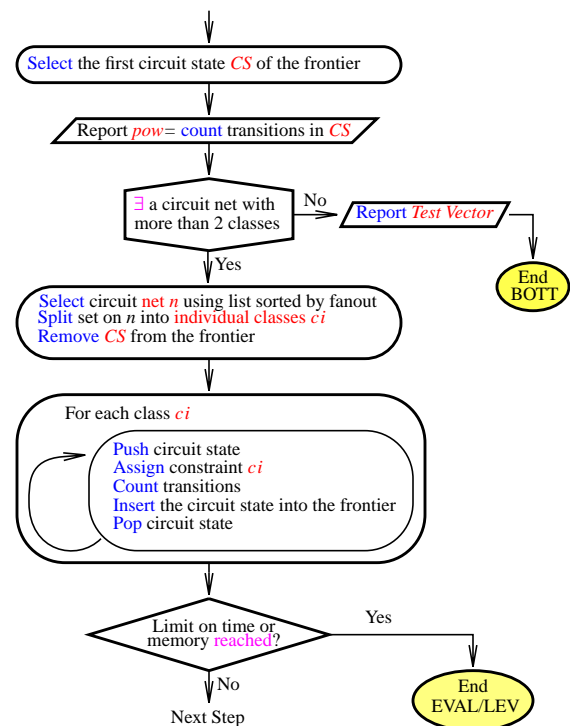 Select the first circuit state CS of the frontier
Report pow= count transitions in CS
∃ a circuit net with
more than 2 classes
No
Report Test Vector
End
BOTT
Yes
Select circuit net n using list sorted by fanout
Split set on n into individual classes ci
Remove CS from the frontier
For each class ci
Push circuit state
Assign constraint ci
Count transitions
Insert the circuit state into the frontier
Pop circuit state
Limit on time or
memory reached?
Yes
End
EVAL/LEV
No
Next Step